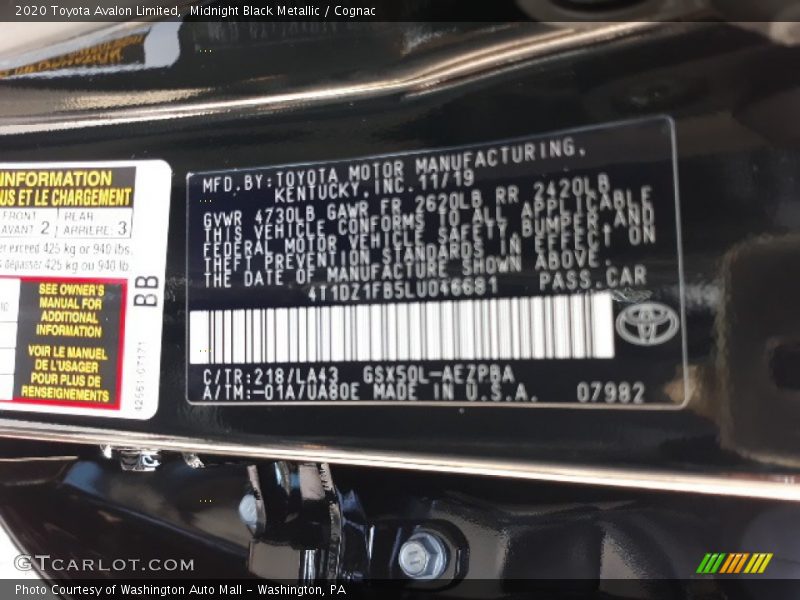 2020 Toyota Avalon Limited, Midnight Black Metallic / Cognac
INFORMATION
US ET LE CHARGEMENT
FRONT
AVANT 2
REAR
ARRIÈRE: 3
er exceed 425 kg or 940 lbs.
s dépasser 425 kg ou 940 lb
SEE OWNER'S
MANUAL FOR
ADDITIONAL
INFORMATION
VOIR LE MANUEL
DE L'USAGER
POUR PLUS DE
RENSEIGNEMENTS
BB
42661-07171
MFD.BY:TOYOTA MOTOR MANUFACTURING,
KENTUCKY,INC.11/19
GVWR 4730LB GAWR FR 2620LB RR 2420LB
THIS VEHICLE CONFORMS TO ALL APPLICABLE
FEDERAL MOTOR VEHICLE SAFETY,BUMPER,AND
THEFT PREVENTION STANDARDS IN EFFECT ON
THE DATE OF MANUFACTURE SHOWN ABOVE.
4T1DZ1FB5LU046681 PASS.CAR
C/TR:218/LA43 GSX50L-AEZPBA
A/TM:-01A/UA80E MADE IN U.S.A. 07982
GTCARLOT.COM
Photo Courtesy of Washington Auto Mall - Washington, PA